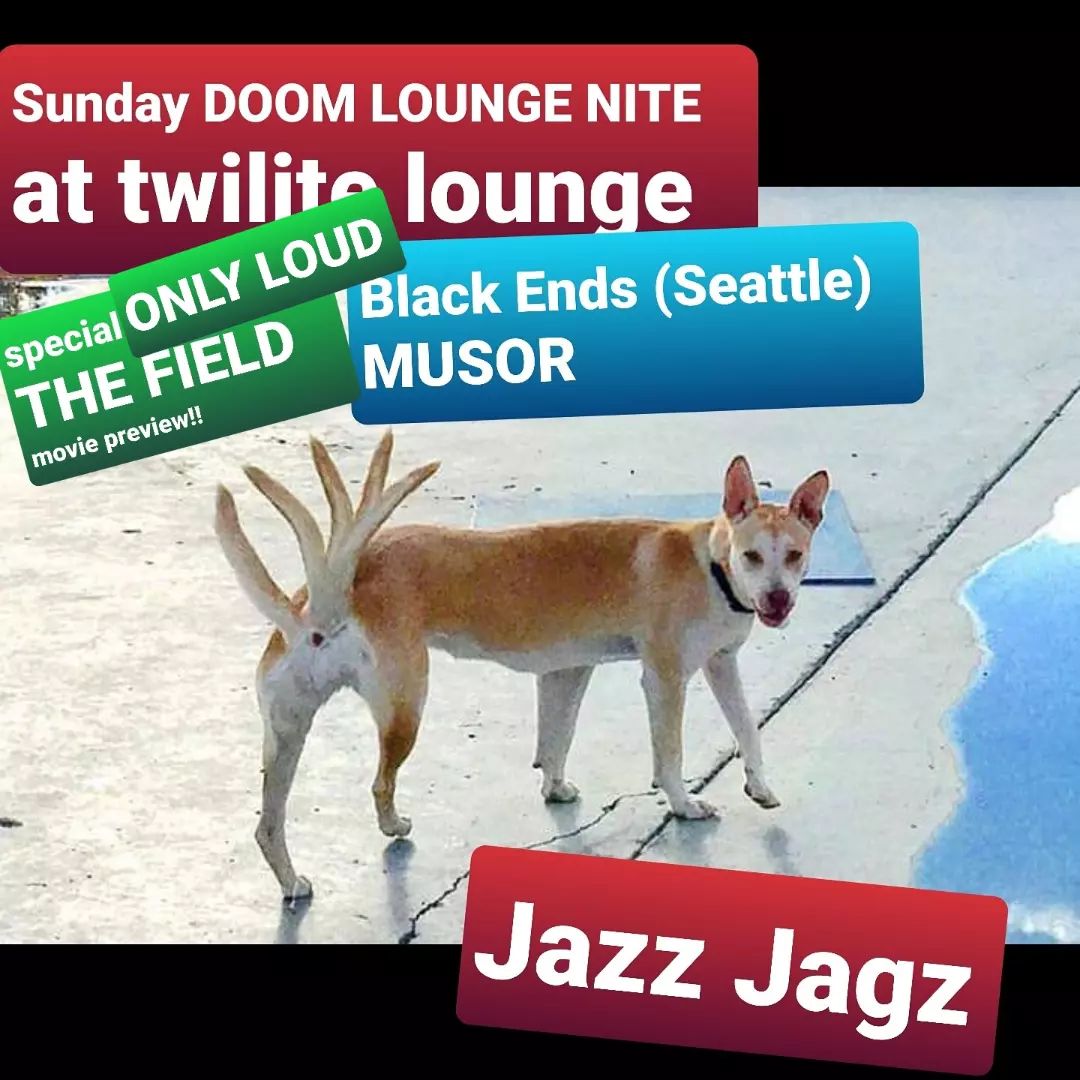 Sunday DOOM LOUNGE NITE
at twilite lounge
ONLY LOUD
special
THE FIELD
movie preview!!
Black Ends (Seattle)
MUSOR
Jazz Jagz